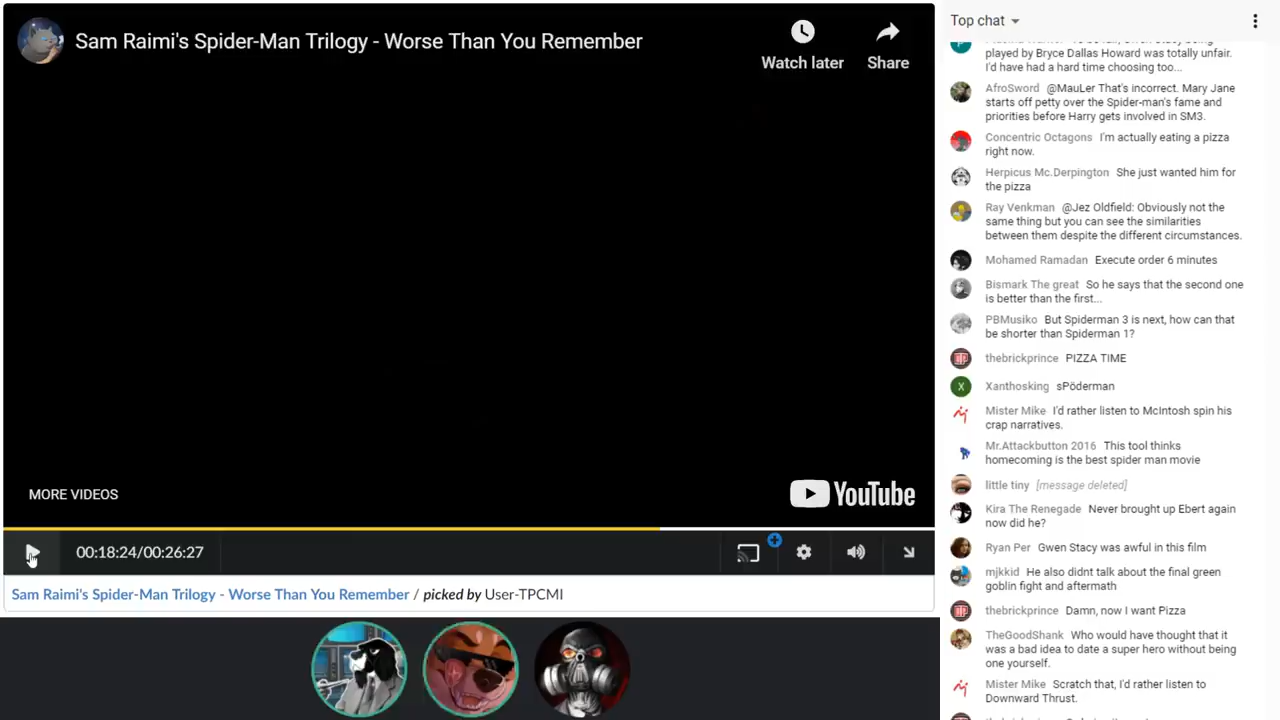 Sam Raimi's Spider-Man Trilogy - Worse Than You Remember
Watch later
Share
MORE VIDEOS
YouTube
00:18:24/00:26:27
Sam Raimi's Spider-Man Trilogy - Worse Than You Remember / picked by User-TPCMI
Top chat
played by Bryce Dallas Howard was totally unfair.
I'd have had a hard time choosing too...
AfroSword @MauLer That's incorrect. Mary Jane
starts off petty over the Spider-man's fame and
priorities before Harry gets involved in SM3.
Concentric Octagons I'm actually eating a pizza
right now.
Herpicus Mc.Derpington She just wanted him for
the pizza
Ray Venkman @Jez Oldfield: Obviously not the
same thing but you can see the similarities
between them despite the different circumstances.
Mohamed Ramadan Execute order 6 minutes
Bismark The great So he says that the second one
is better than the first...
PBMusiko But Spiderman 3 is next, how can that
be shorter than Spiderman 1?
thebrickprince PIZZA TIME
X
Xanthosking sPöderman
Mister Mike I'd rather listen to McIntosh spin his
crap narratives.
Mr.Attackbutton 2016 This tool thinks
homecoming is the best spider man movie
little tiny [message deleted]
Kira The Renegade Never brought up Ebert again
now did he?
Ryan Per Gwen Stacy was awful in this film
mjkkid He also didnt talk about the final green
goblin fight and aftermath
thebrickprince Damn, now I want Pizza
TheGoodShank Who would have thought that it
was a bad idea to date a super hero without being
one yourself.
Mister Mike Scratch that, I'd rather listen to
Downward Thrust.